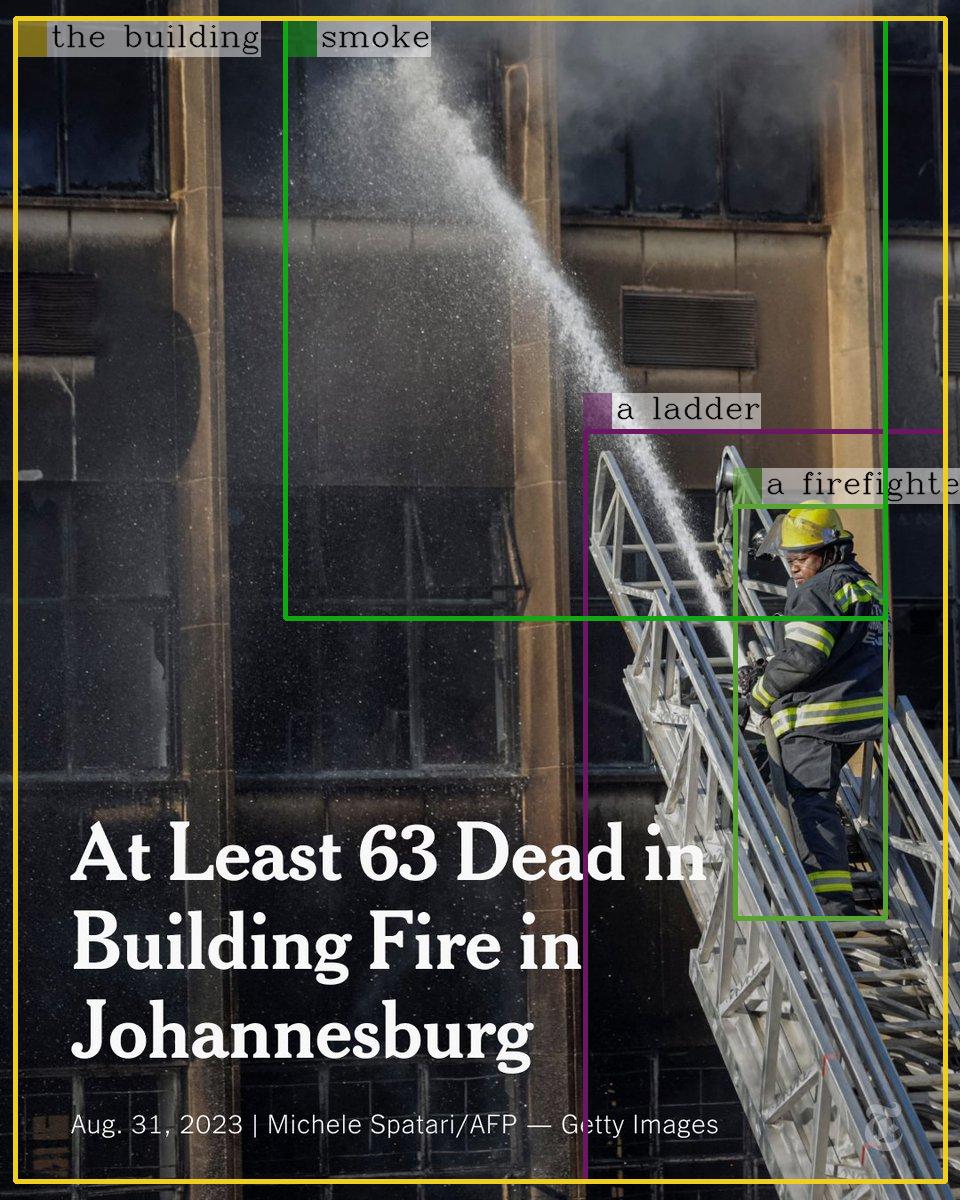 the building
smoke
a ladder
a firefighte
At Least 63 Dead in
Building Fire in
Johannesburg
Aug. 31, 2023 | Michele Spatari/AFP — Getty Images